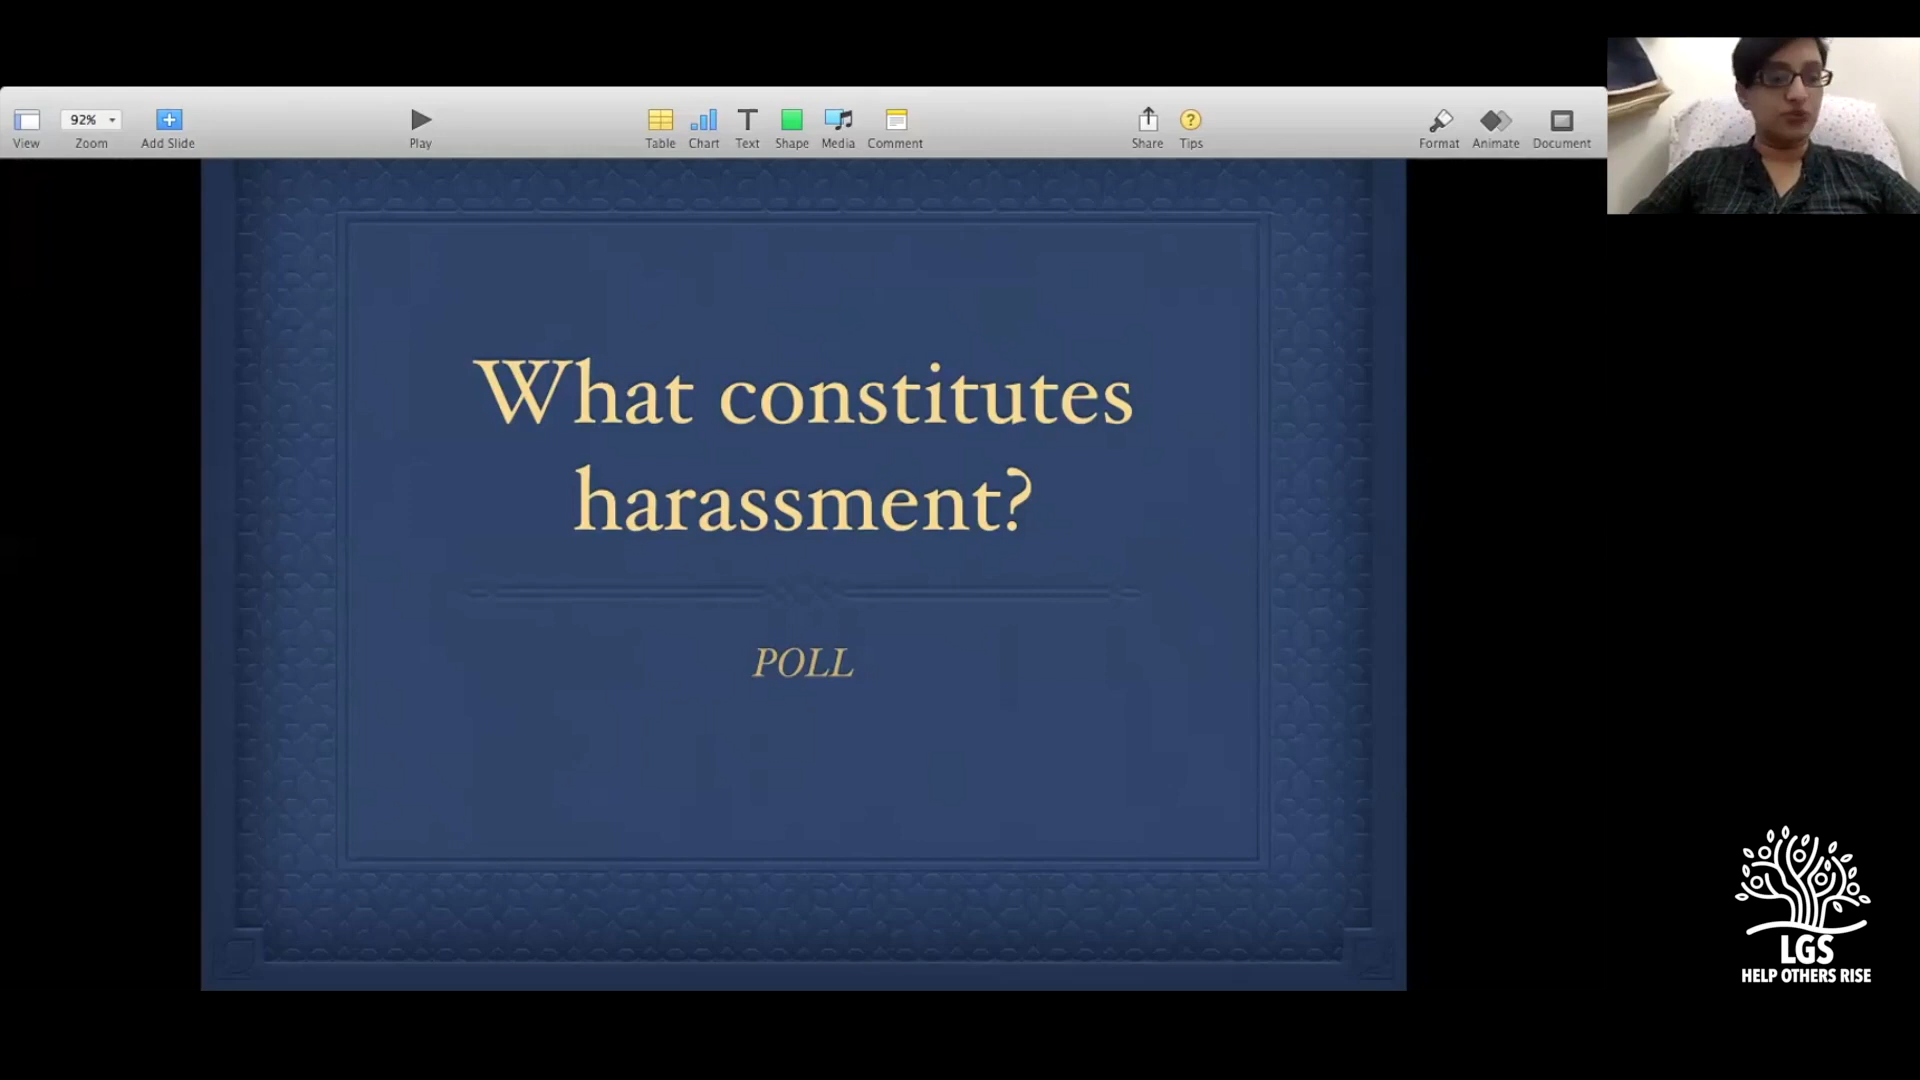 92%
View
Zoom
Add Slide
Play
Table
Chart
Text
Shape
Media
Comment
Share
Tips
Format
Animate
Document
What constitutes
harassment?
POLL
LGS
HELP OTHERS RISE